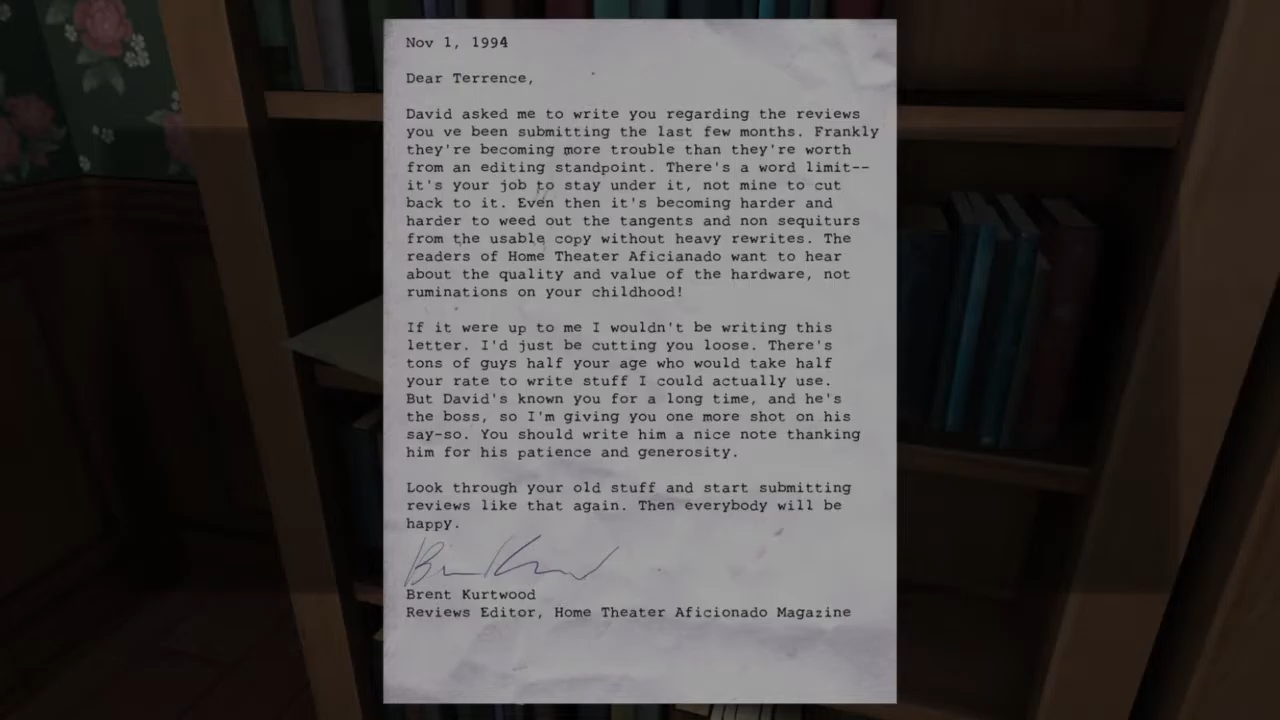 Nov 1, 1994
Dear Terrence,
David asked me to write you regarding the reviews
you ve been submitting the last few months. Frankly
they're becoming more trouble than they're worth
from an editing standpoint. There's a word limit--
it's your job to stay under it, not mine to cut
back to it. Even then it's becoming harder and
harder to weed out the tangents and non sequiturs
from the usable copy without heavy rewrites. The
readers of Home Theater Aficianado want to hear
about the quality and value of the hardware, not
ruminations on your childhood!
If it were up to me I wouldn't be writing this
letter. I'd just be cutting you loose. There's
tons of guys half your age who would take half
your rate to write stuff I could actually use.
But David's known you for a long time, and he's
the boss, so I'm giving you one more shot on his
say-so. You should write him a nice note thanking
him for his patience and generosity.
Look through your old stuff and start submitting
reviews like that again. Then everybody will be
happy.
Brent Kurtwood
Reviews Editor, Home Theater Aficionado Magazine